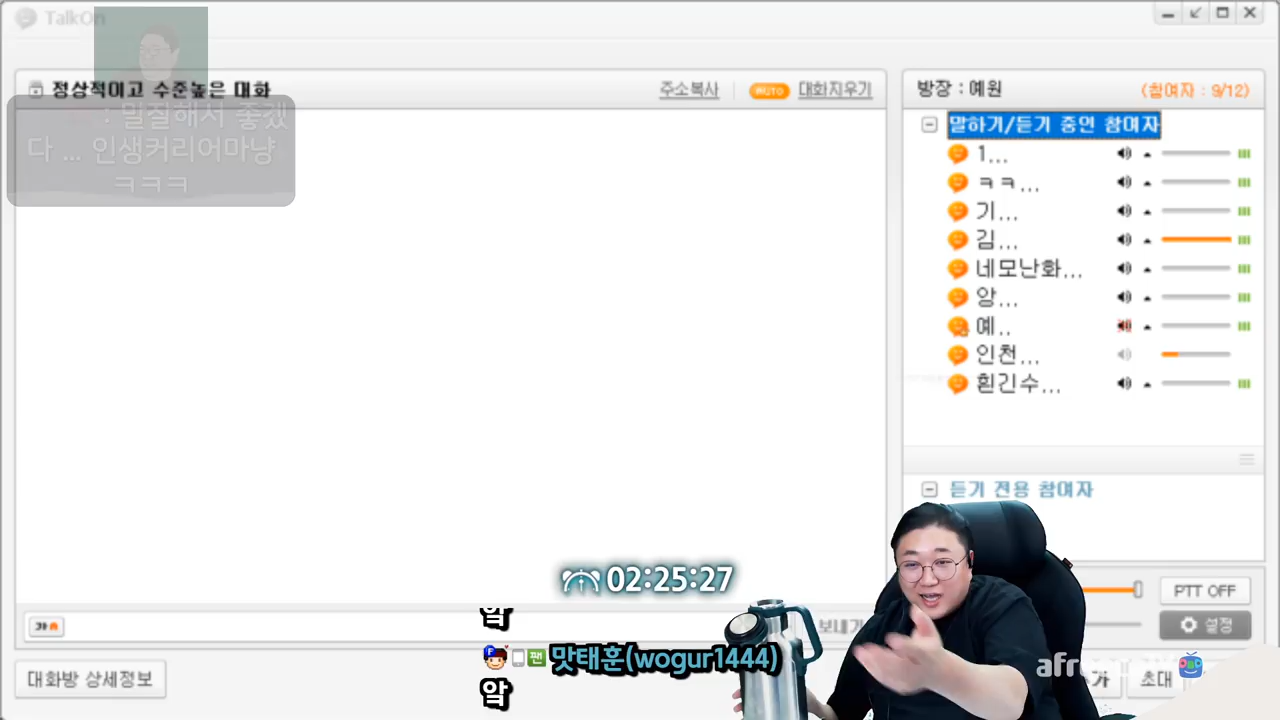 TalkOn
정상적이고 수준높은 대화
주소복사
AUTO
대화지우기
: 밀질해서 좋겠
다 ... 인생커리어마냥
ㅋㅋㅋ
방장 : 예원
(참여자 : 9/12)
말하기/듣기 중인 참여자
1...
ㅋㅋ...
기...
김...
네모난화...
앙...
예..
인천...
흰긴수...
듣기 전용 참여자
02:25:27
PTT OFF
앜
보내기
설정
맛태훈(wogur1444)
앜
대화방 상세정보
초대